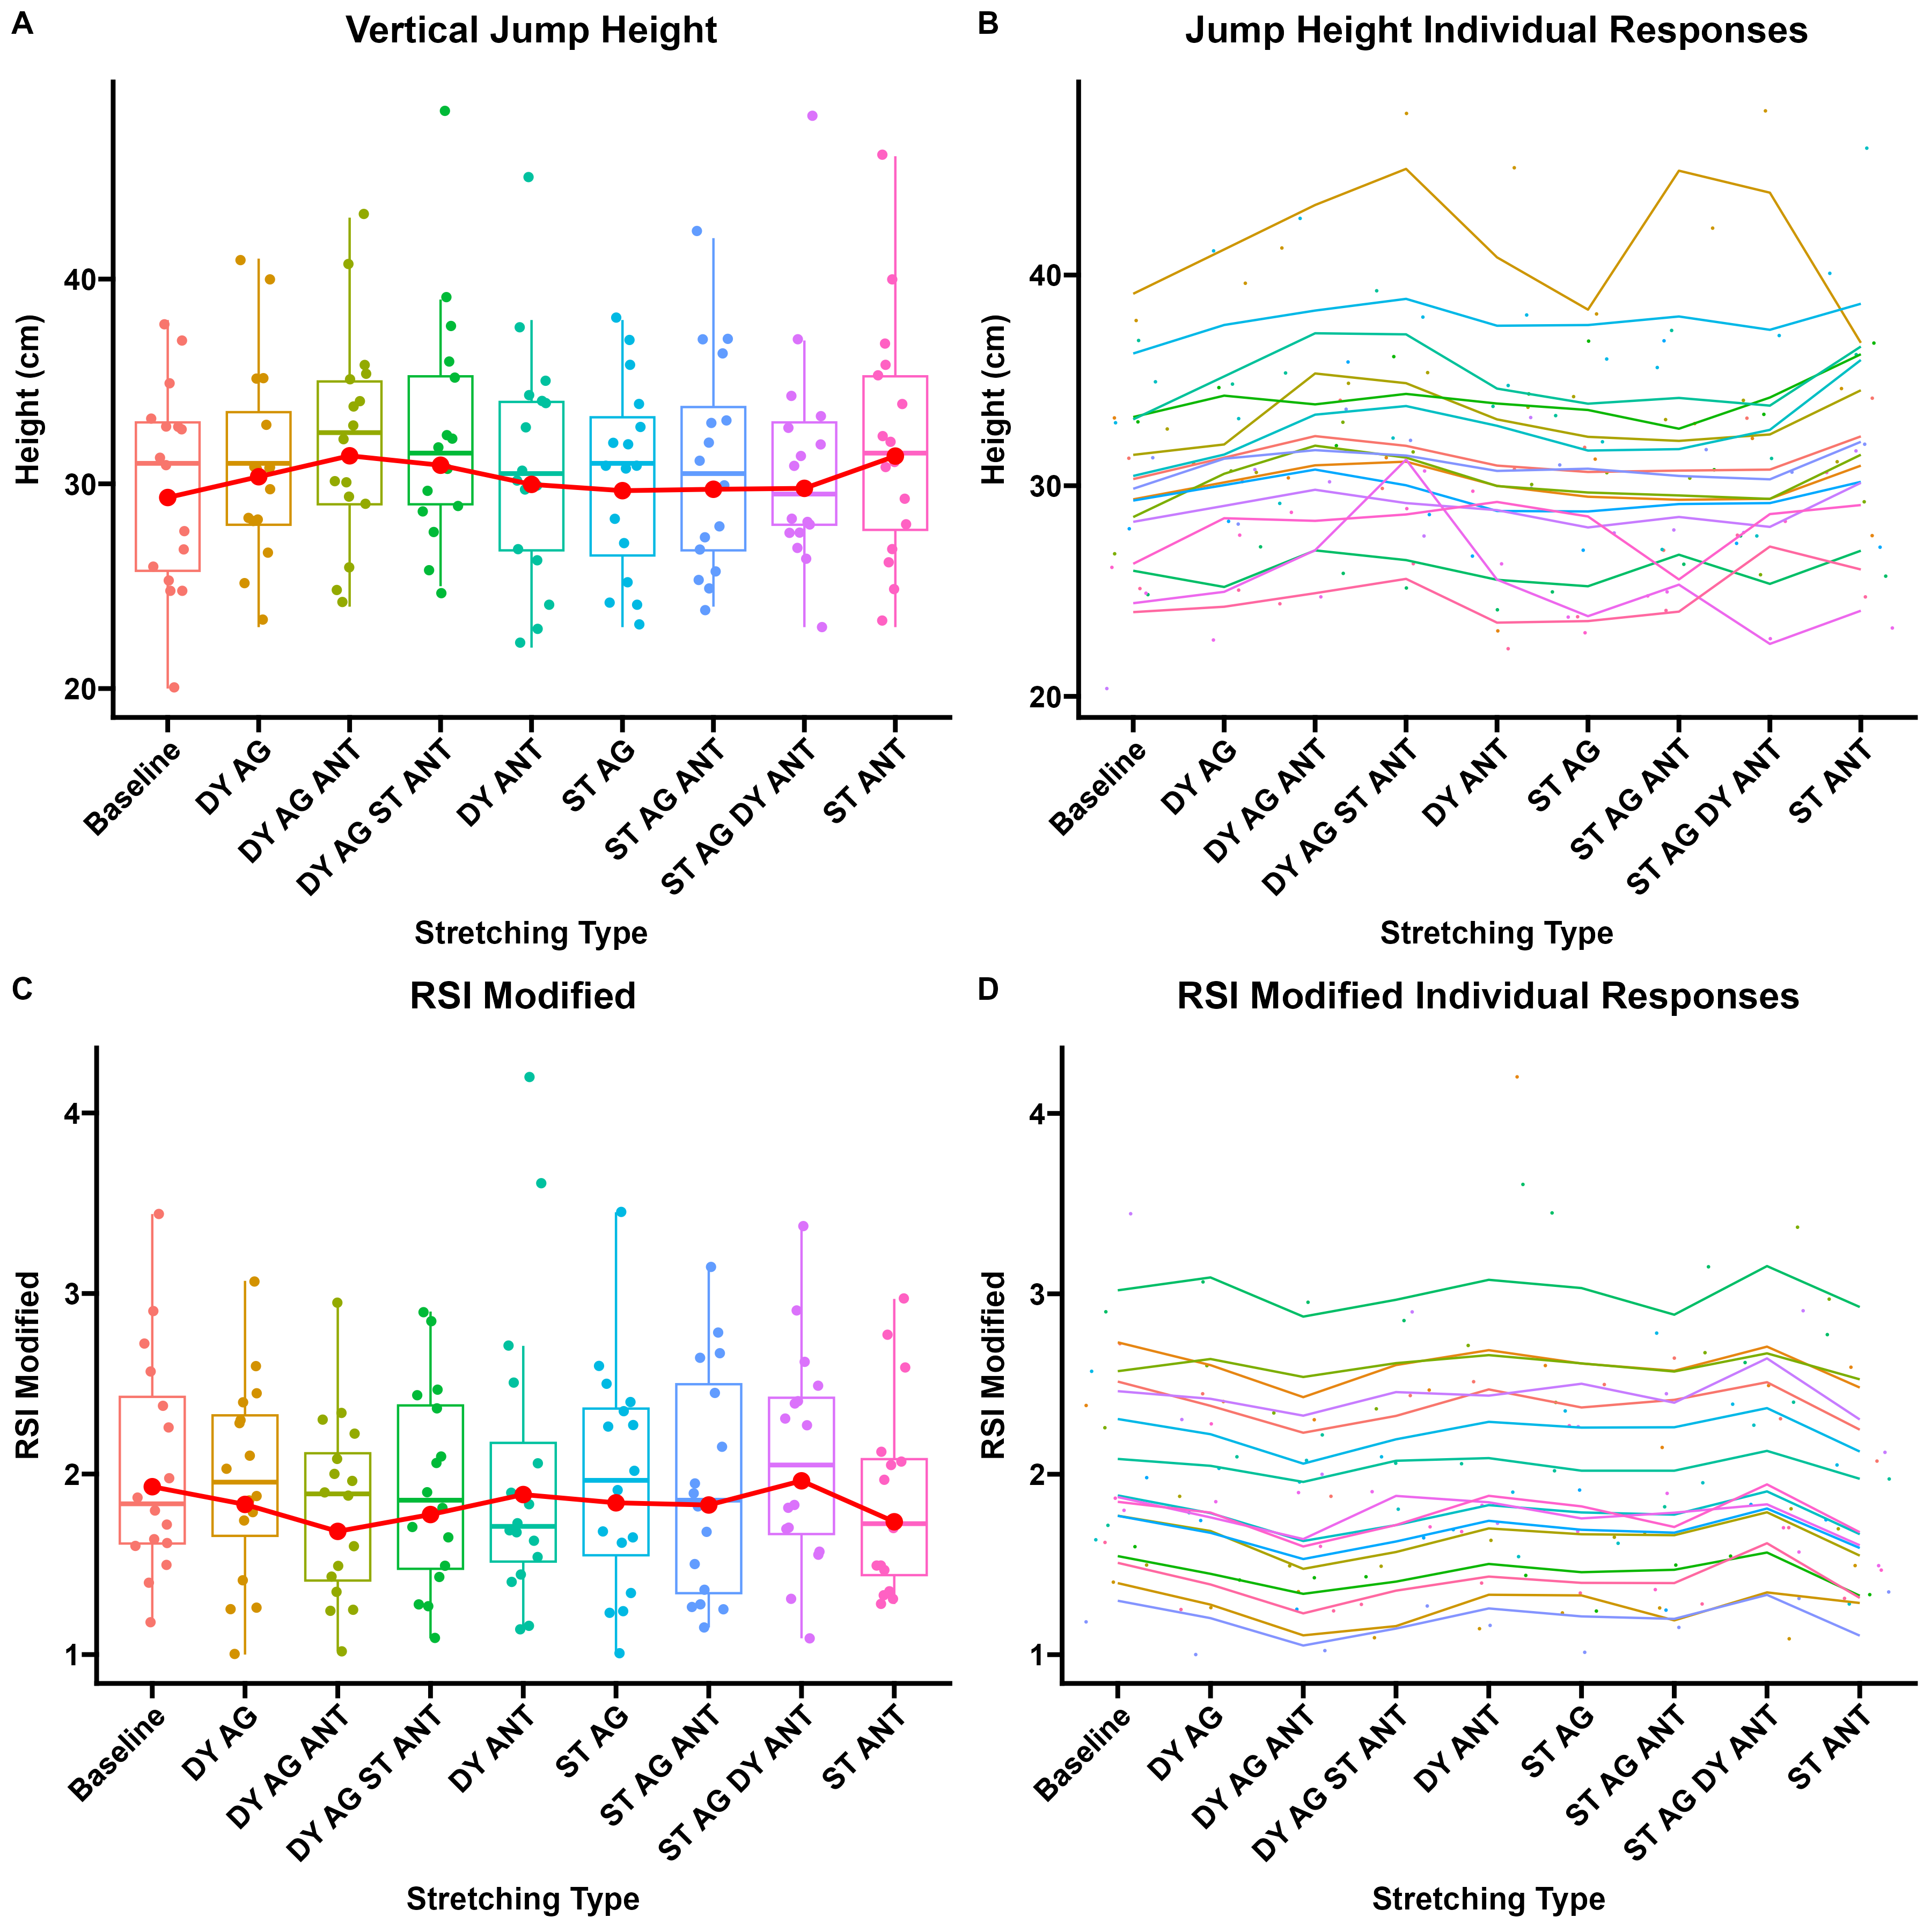 A
Vertical Jump Height
Height (cm)
40
30
20
Baseline
DY AG
DY AG ANT
DY AG ST ANT
DY ANT
ST AG
ST AG ANT
ST AG DY ANT
ST ANT
Stretching Type
B
Jump Height Individual Responses
Height (cm)
40
30
20
Baseline
DY AG
DY AG ANT
DY AG ST ANT
DY ANT
ST AG
ST AG ANT
ST AG DY ANT
ST ANT
Stretching Type
C
RSI Modified
RSI Modified
4
3
2
1
Baseline
DY AG
DY AG ANT
DY AG ST ANT
DY ANT
ST AG
ST AG ANT
ST AG DY ANT
ST ANT
Stretching Type
D
RSI Modified Individual Responses
RSI Modified
4
3
2
1
Baseline
DY AG
DY AG ANT
DY AG ST ANT
DY ANT
ST AG
ST AG ANT
ST AG DY ANT
ST ANT
Stretching Type